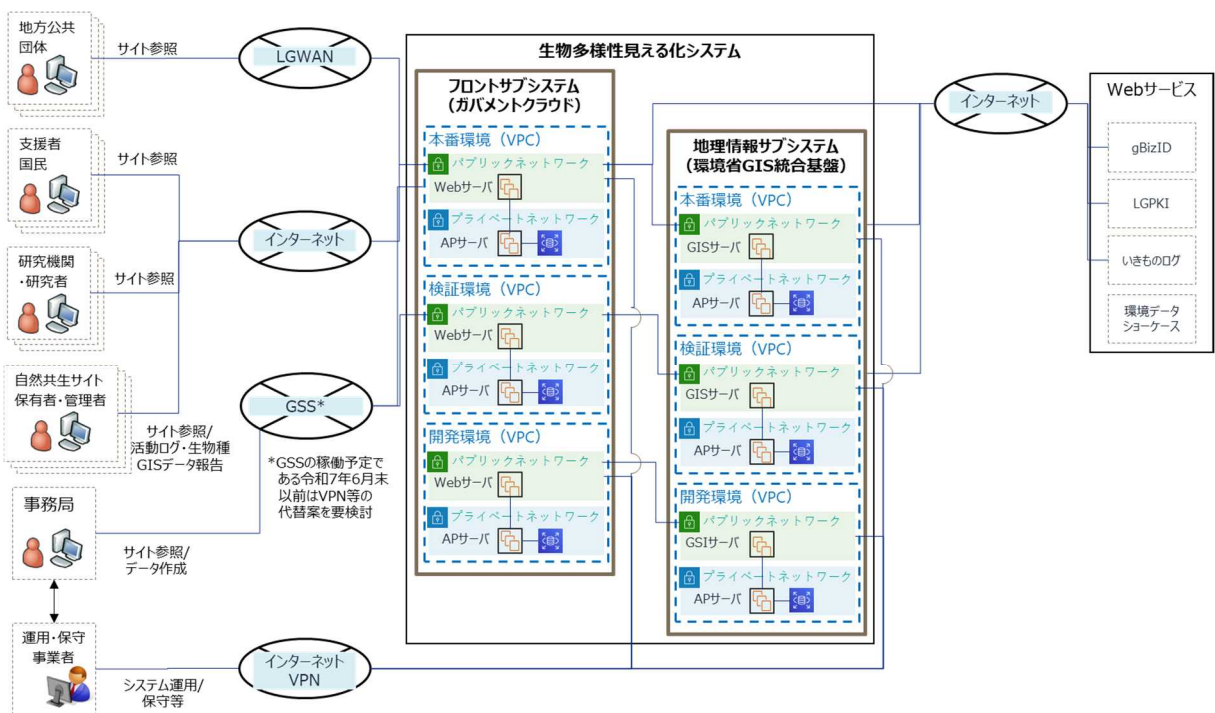 地方公共
団体
サイト参照
支援者
国民
サイト参照
研究機関
・研究者
サイト参照
自然共生サイト
保有者・管理者
サイト参照/
活動ログ・生物種
GISデータ報告
事務局
サイト参照/
データ作成
運用・保守
事業者
システム運用/
保守等
LGWAN
インターネット
GSS*
*GSSの稼働予定で
ある令和7年6月末
以前はVPN等の
代替案を要検討
インターネット
VPN
生物多様性見える化システム
フロントサブシステム
(ガバメントクラウド)
本番環境（VPC）
パブリックネットワーク
Webサーバ
プライベートネットワーク
APサーバ
検証環境（VPC）
パブリックネットワーク
Webサーバ
プライベートネットワーク
APサーバ
開発環境（VPC）
パブリックネットワーク
Webサーバ
プライベートネットワーク
APサーバ
地理情報サブシステム
(環境省GIS統合基盤)
本番環境（VPC）
パブリックネットワーク
GISサーバ
プライベートネットワーク
APサーバ
検証環境（VPC）
パブリックネットワーク
GISサーバ
プライベートネットワーク
APサーバ
開発環境（VPC）
パブリックネットワーク
GSIサーバ
プライベートネットワーク
APサーバ
インターネット
Webサービス
gBizID
LGPKI
いきものログ
環境データ
ショーケース